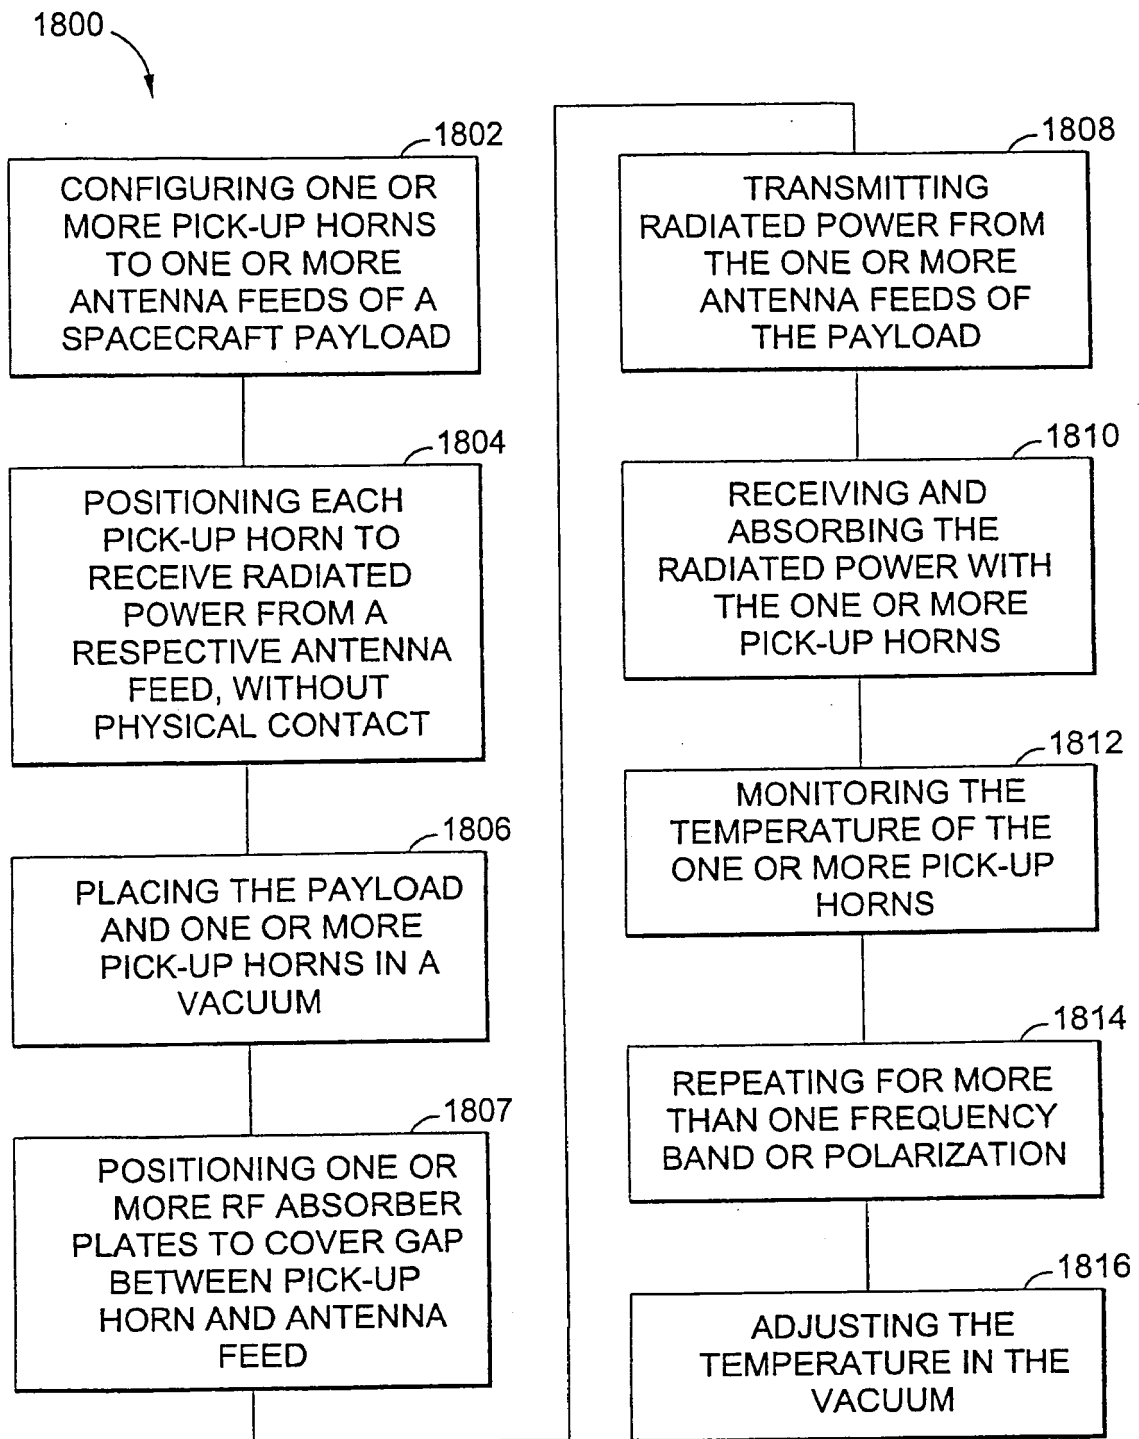 1800
1802
CONFIGURING ONE OR
MORE PICK-UP HORNS
TO ONE OR MORE
ANTENNA FEEDS OF A
SPACECRAFT PAYLOAD
1804
POSITIONING EACH
PICK-UP HORN TO
RECEIVE RADIATED
POWER FROM A
RESPECTIVE ANTENNA
FEED, WITHOUT
PHYSICAL CONTACT
1806
PLACING THE PAYLOAD
AND ONE OR MORE
PICK-UP HORNS IN A
VACUUM
1807
POSITIONING ONE OR
MORE RF ABSORBER
PLATES TO COVER GAP
BETWEEN PICK-UP
HORN AND ANTENNA
FEED
1808
TRANSMITTING
RADIATED POWER FROM
THE ONE OR MORE
ANTENNA FEEDS OF
THE PAYLOAD
1810
RECEIVING AND
ABSORBING THE
RADIATED POWER WITH
THE ONE OR MORE
PICK-UP HORNS
1812
MONITORING THE
TEMPERATURE OF THE
ONE OR MORE PICK-UP
HORNS
1814
REPEATING FOR MORE
THAN ONE FREQUENCY
BAND OR POLARIZATION
1816
ADJUSTING THE
TEMPERATURE IN THE
VACUUM